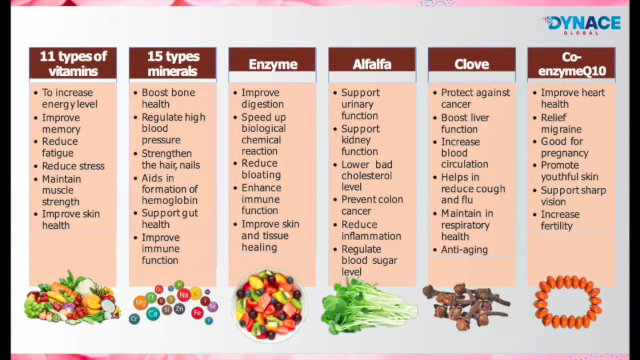 DYNACE
GLOBAL
11 types of
vitamins
• To increase
energy level
• Improve
memory
• Reduce
fatigue
• Reduce stress
• Maintain
muscle
strength
• Improve skin
health
15 types
minerals
• Boost bone
health
• Regulate high
blood
pressure
• Strengthen
the hair, nails
• Aids in
formation of
hemoglobin
• Support gut
health
• Improve
immune
function
Enzyme
• Improve
digestion
• Speed up
biological
chemical
reaction
• Reduce
bloating
• Enhance
immune
function
• Improve skin
and tissue
healing
Alfalfa
• Support
urinary
function
• Support
kidney
function
• Lower bad
cholesterol
level
• Prevent colon
cancer
• Reduce
inflammation
• Regulate
blood sugar
level
Clove
• Protect against
cancer
• Boost liver
function
• Increase
blood
circulation
• Helps in
reduce cough
and flu
• Maintain in
respiratory
health
• Anti-aging
Co-
enzymeQ10
• Improve heart
health
• Relief
migraine
• Good for
pregnancy
• Promote
youthful skin
• Support sharp
vision
• Increase
fertility
Na
Mg
Ca
Zn
Fe
Cr